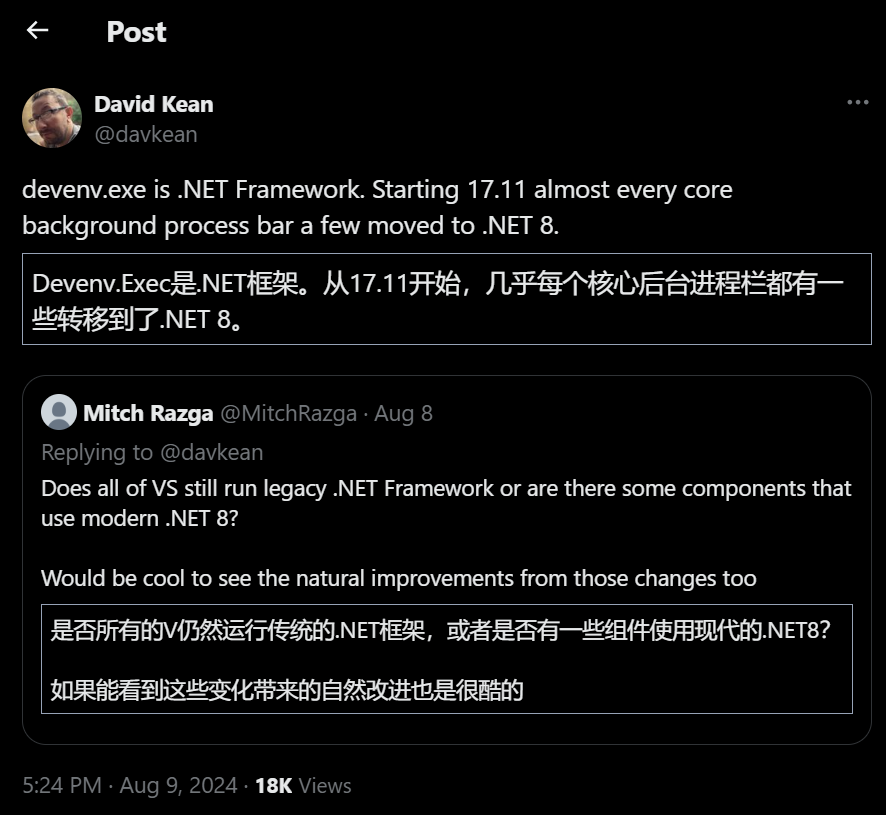 Post
David Kean
@davkean
devenv.exe is .NET Framework. Starting 17.11 almost every core
background process bar a few moved to .NET 8.
Devenv.Exec是.NET框架。从17.11开始，几乎每个核心后台进程栏都有一
些转移到了.NET 8。
Mitch Razga @MitchRazga · Aug 8
Replying to @davkean
Does all of VS still run legacy .NET Framework or are there some components that
use modern .NET 8?
Would be cool to see the natural improvements from those changes too
是否所有的V仍然运行传统的.NET框架，或者是否有一些组件使用现代的.NET8？
如果能看到这些变化带来的自然改进也是很酷的
5:24 PM · Aug 9, 2024 · 18K Views